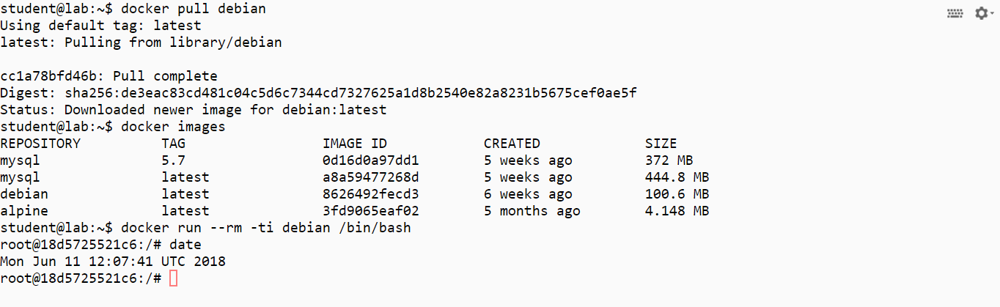 student@lab:~$ docker pull debian
Using default tag: latest
latest: Pulling from library/debian
cc1a78bfd46b: Pull complete
Digest: sha256:de3eac83cd481c04c5d6c7344cd7327625a1d8b2540e82a8231b5675cef0ae5f
Status: Downloaded newer image for debian:latest
student@lab:~$ docker images
REPOSITORY          TAG                 IMAGE ID            CREATED             SIZE
mysql               5.7                 0d16d0a97dd1        5 weeks ago         372 MB
mysql               latest              a8a59477268d        5 weeks ago         444.8 MB
debian              latest              8626492fecd3        6 weeks ago         100.6 MB
alpine              latest              3fd9065eaf02        5 months ago        4.148 MB
student@lab:~$ docker run --rm -ti debian /bin/bash
root@18d5725521c6:/# date
Mon Jun 11 12:07:41 UTC 2018
root@18d5725521c6:/#